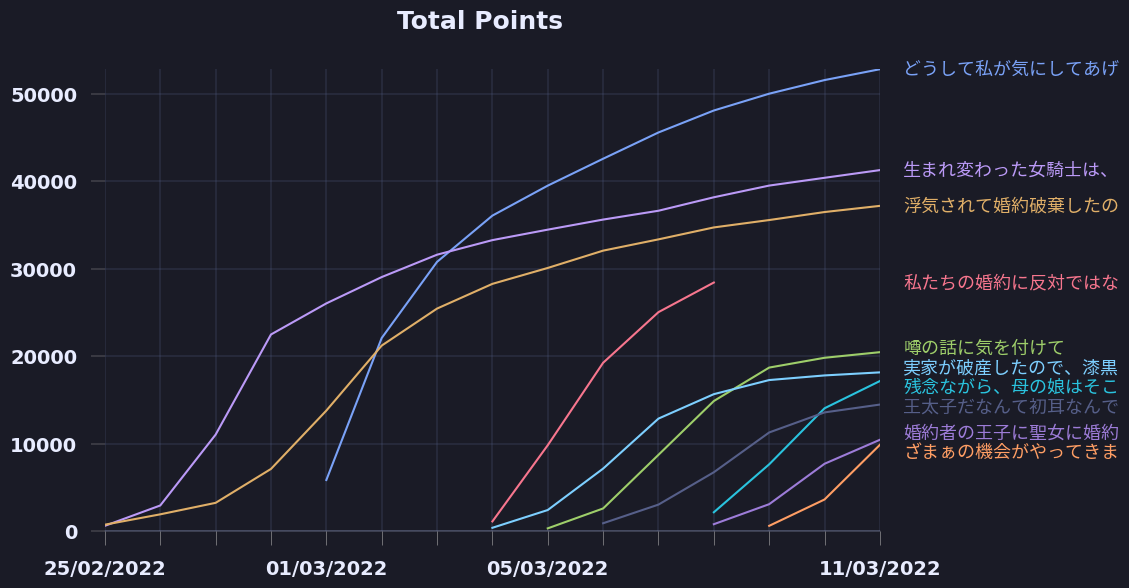 Total Points
50000
40000
30000
20000
10000
0
25/02/2022
01/03/2022
05/03/2022
11/03/2022
どうして私が気にしてあげ
生まれ変わった女騎士は、
浮気されて婚約破棄したの
私たちの婚約に反対ではな
噂の話に気を付けて
実家が破産したので、漆黒
残念ながら、母の娘はそこ
王太子だなんて初耳なんで
婚約者の王子に聖女に婚約
ざまぁの機会がやってきま